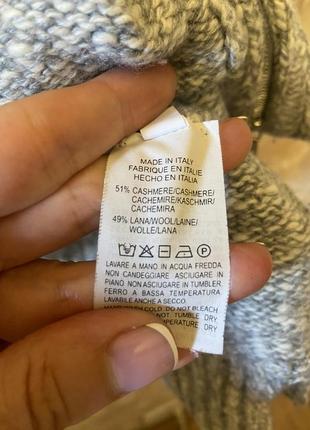 MADE IN ITALY
FABRIQUE EN ITALIE
HECHO EN ITALIA
51% CASHMERE/CASHMERE/
CACHEMIRE/KASCHMIR/
CACHEMIRA
49% LANA/WOOL/LAINE/
WOLLE/LANA
P
LAVARE A MANO IN ACQUA FREDDA
NON CANDEGGIARE ASCIUGARE IN
PIANO NON ASCIUGARE IN TUMBLER.
FERRO A BASSA TEMPERATURA
LAVABILE ANCHE A SECCO.
COLD. DO NOT BLEACH
NOT TUMBLE DRY
DRY